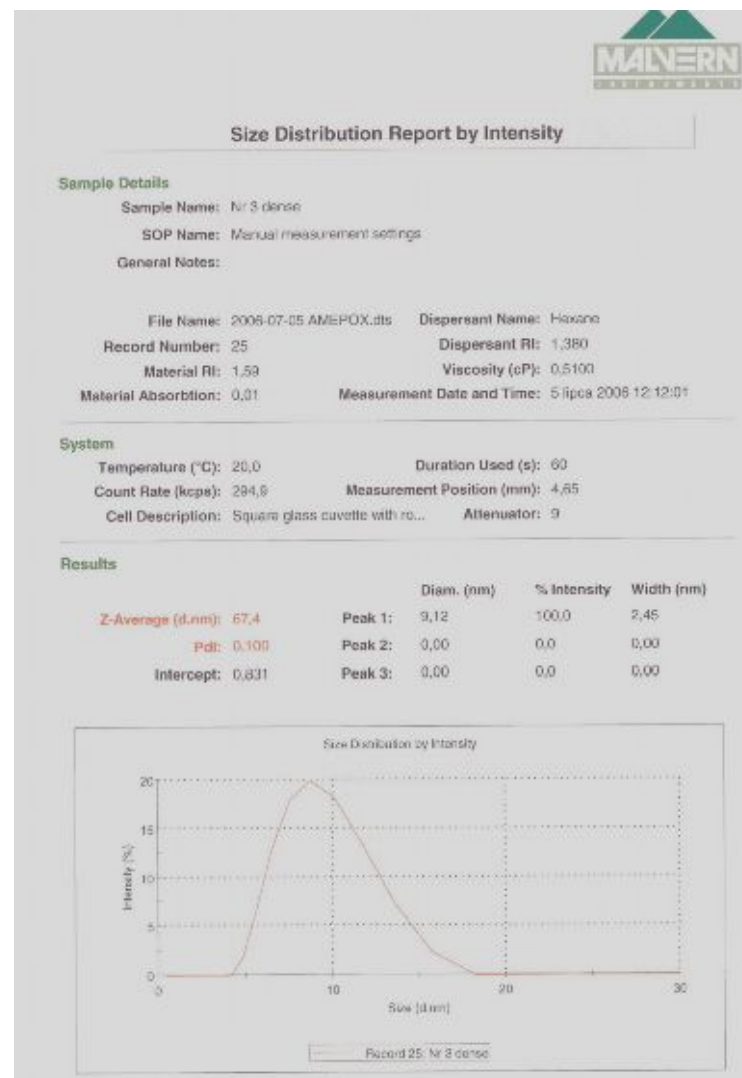 MALVERN
INSTRUMENTS
Size Distribution Report by Intensity
Sample Details
Sample Name: Nr 3 dense
SOP Name: Manual measurement settings
General Notes:
File Name: 2006-07-05 AMEPOX.dts Dispersant Name: Hexane
Record Number: 25 Dispersant RI: 1,380
Material RI: 1,59 Viscosity (cP): 0,5100
Material Absorbtion: 0,01 Measurement Date and Time: 5 lipca 2006 12:12:01
System
Temperature (°C): 20,0 Duration Used (s): 60
Count Rate (kcps): 294,9 Measurement Position (mm): 4,65
Cell Description: Square glass cuvette with ro... Attenuator: 9
Results
Diam. (nm) % Intensity Width (nm)
Z-Average (d.nm): 67,4 Peak 1: 9,12 100,0 2,45
PdI: 0,100 Peak 2: 0,00 0,0 0,00
Intercept: 0,831 Peak 3: 0,00 0,0 0,00
Size Distribution by Intensity
20
15
10
5
0
Intensity (%)
0 10 20 30
Size (d.nm)
Record 25: Nr 3 dense